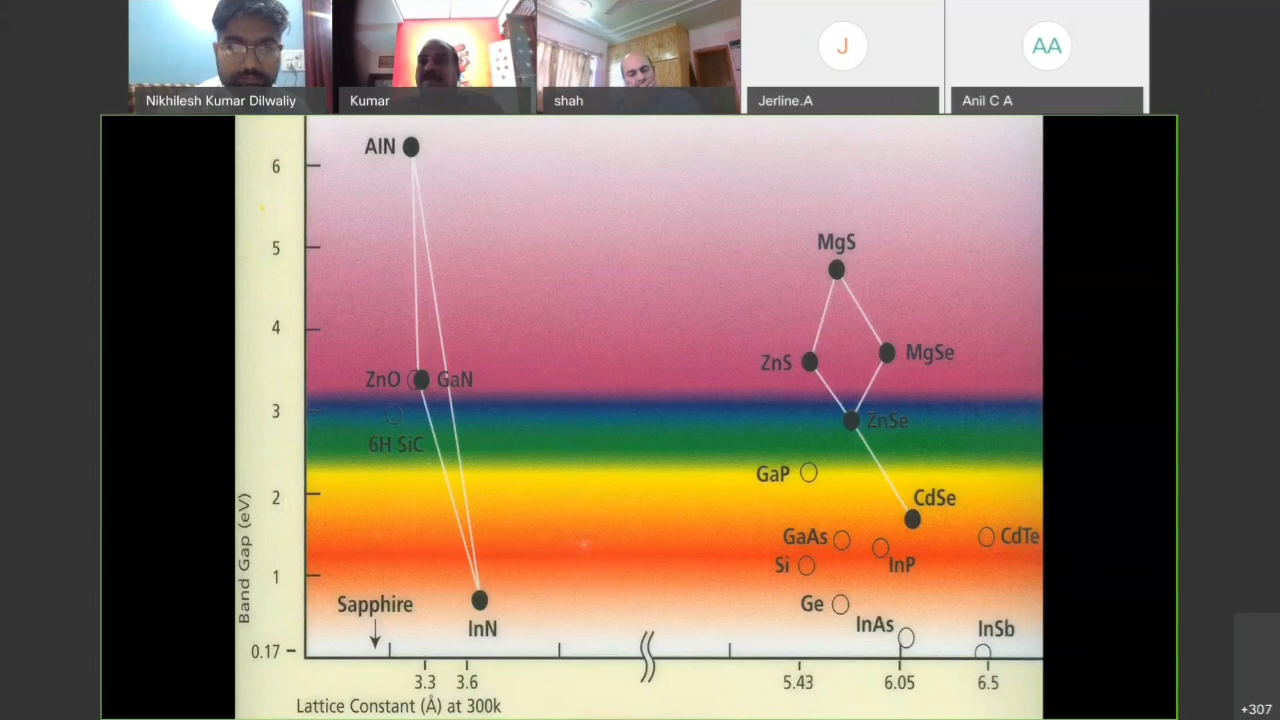 Nikhilesh Kumar Dilwaliy
Kumar
shah
J
Jerline.A
AA
Anil C A
AlN
6
5
MgS
4
ZnS
MgSe
ZnO
GaN
3
ZnSe
6H SiC
GaP
2
CdSe
GaAs
CdTe
Si
InP
1
Sapphire
Ge
InAs
InN
InSb
0.17
3.3 3.6 5.43 6.05 6.5
Lattice Constant (Å) at 300k
Band Gap (eV)
+307